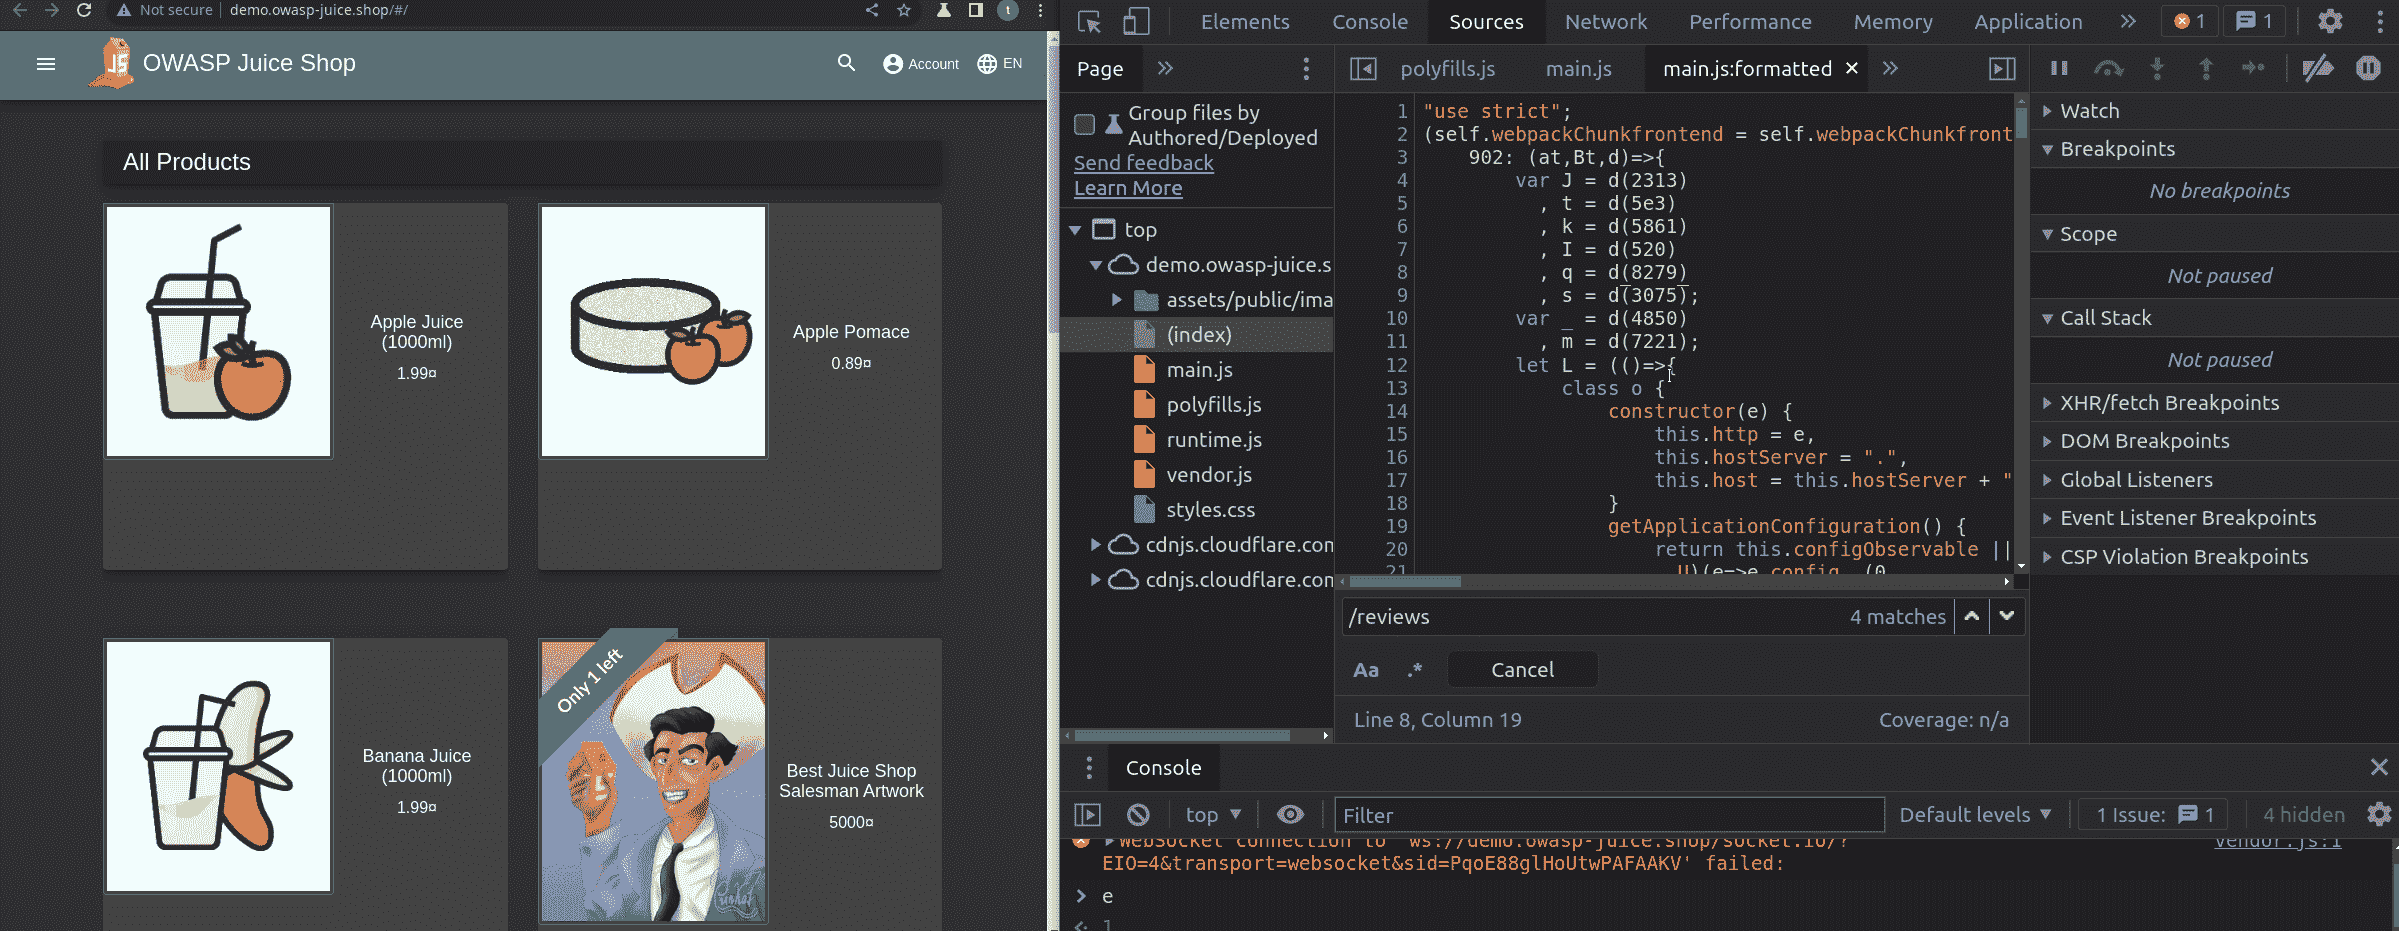 Not secure demo.owasp-juice.shop/#/
t
OWASP Juice Shop
Account
EN
All Products
Apple Juice
(1000ml)
1.99¤
Apple Pomace
0.89¤
Banana Juice
(1000ml)
1.99¤
Only 1 left
Best Juice Shop
Salesman Artwork
5000¤
Elements Console Sources Network Performance Memory Application » 1 1
Page »
Group files by
Authored/Deployed
Send feedback
Learn More
top
demo.owasp-juice.s
assets/public/ima
(index)
main.js
polyfills.js
runtime.js
vendor.js
styles.css
cdnjs.cloudflare.con
cdnjs.cloudflare.con
polyfills.js main.js main.js:formatted × »
1 "use strict";
2 (self.webpackChunkfrontend = self.webpackChunkfront
3 902: (at,Bt,d)=>{
4 var J = d(2313)
5 , t = d(5e3)
6 , k = d(5861)
7 , I = d(520)
8 , q = d(8279)
9 , s = d(3075);
10 var _ = d(4850)
11 , m = d(7221);
12 let L = (()=>{
13 class o {
14 constructor(e) {
15 this.http = e,
16 this.hostServer = ".",
17 this.host = this.hostServer + "
18 }
19 getApplicationConfiguration() {
20 return this.configObservable ||
21
/reviews 4 matches
Aa .* Cancel
Line 8, Column 19 Coverage: n/a
Watch
Breakpoints
No breakpoints
Scope
Not paused
Call Stack
Not paused
XHR/fetch Breakpoints
DOM Breakpoints
Global Listeners
Event Listener Breakpoints
CSP Violation Breakpoints
Console
top Filter Default levels 1 Issue: 1 4 hidden
WebSocket connection to 'ws://demo.owasp-juice.shop/socket.io/? vendor.js:1
EIO=4&transport=websocket&sid=PqoE88glHoUtwPAFAAKV' failed:
> e
1